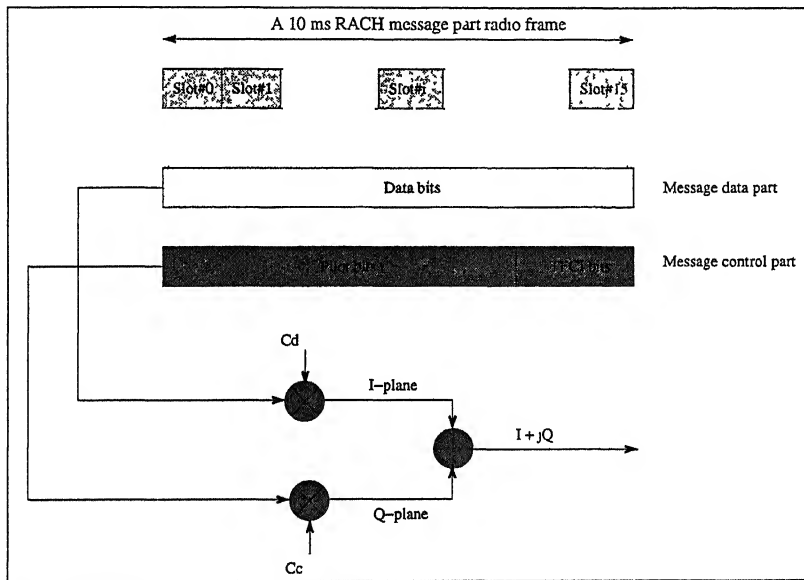 A 10 ms RACH message part radio frame
Slot#0 Slot#1 Slot#i Slot#15
Data bits Message data part
bits Message control part
Cd
I-plane
I + jQ
Q-plane
Cc